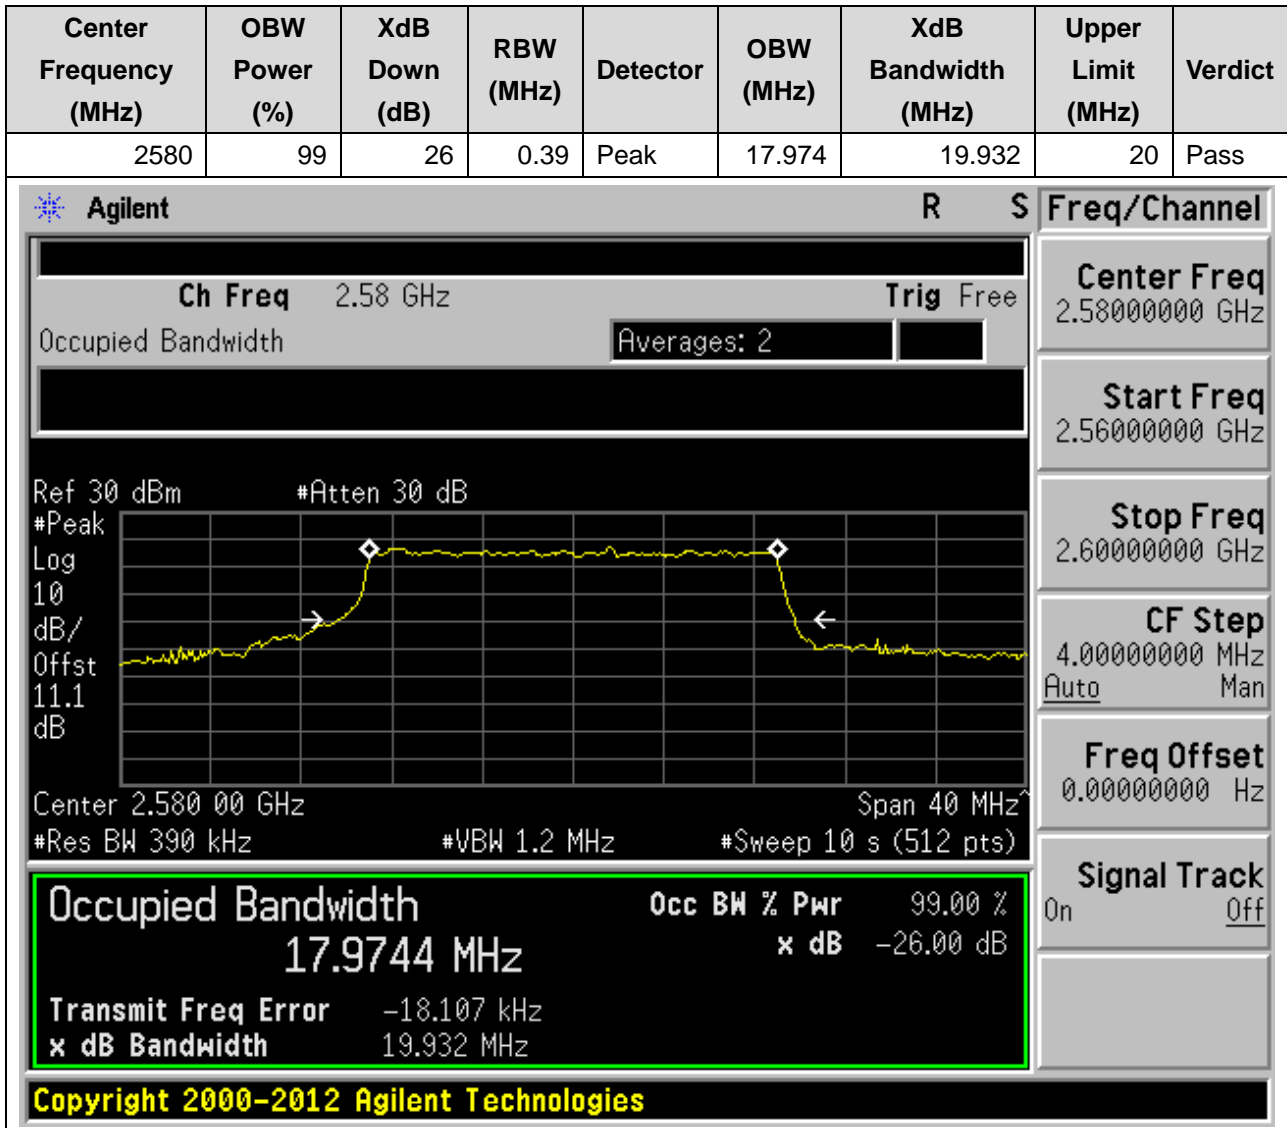 Center Frequency (MHz) OBW Power (%) XdB Down (dB) RBW (MHz) Detector OBW (MHz) XdB Bandwidth (MHz) Upper Limit (MHz) Verdict
2580 99 26 0.39 Peak 17.974 19.932 20 Pass
Agilent R S Freq/Channel
Ch Freq 2.58 GHz Trig Free
Occupied Bandwidth Averages: 2
Center Freq
2.58000000 GHz
Start Freq
2.56000000 GHz
Stop Freq
2.60000000 GHz
CF Step
4.00000000 MHz
Auto Man
Freq Offset
0.00000000 Hz
Signal Track
On Off
Ref 30 dBm #Atten 30 dB
#Peak
Log
10
dB/
Offst
11.1
dB
Center 2.580 00 GHz Span 40 MHz^
#Res BW 390 kHz #VBW 1.2 MHz #Sweep 10 s (512 pts)
Occupied Bandwidth Occ BW % Pwr 99.00 %
17.9744 MHz x dB -26.00 dB
Transmit Freq Error -18.107 kHz
x dB Bandwidth 19.932 MHz
Copyright 2000-2012 Agilent Technologies